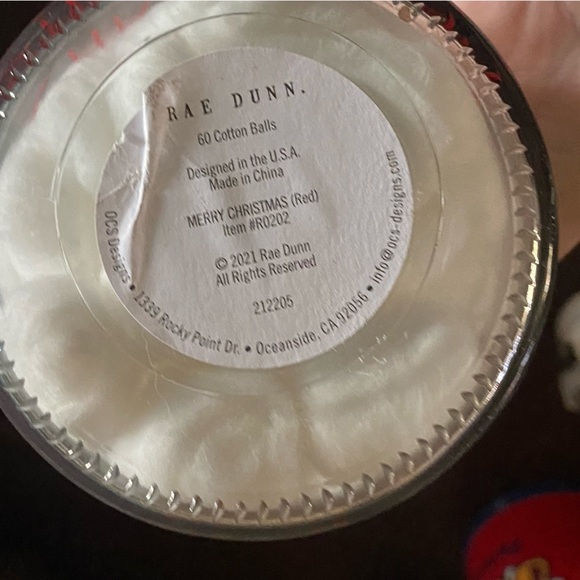 RAE DUNN.
60 Cotton Balls
Designed in the U.S.A.
Made in China
MERRY CHRISTMAS (Red)
Item #R0202
© 2021 Rae Dunn
All Rights Reserved
212205
OCS Designs • 1339 Rocky Point Dr. • Oceanside, CA 92056 • info@ocs-designs.com